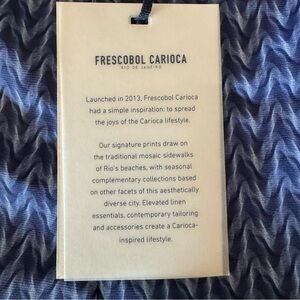 FRESCOBOL CARIOCA
RIO DE JANEIRO
Launched in 2013, Frescobol Carioca
had a simple inspiration: to spread
the joys of the Carioca lifestyle.
Our signature prints draw on
the traditional mosaic sidewalks
of Rio's beaches, with seasonal
complementary collections based
on other facets of this aesthetically
diverse city. Elevated linen
essentials, contemporary tailoring
and accessories create a Carioca-
inspired lifestyle.